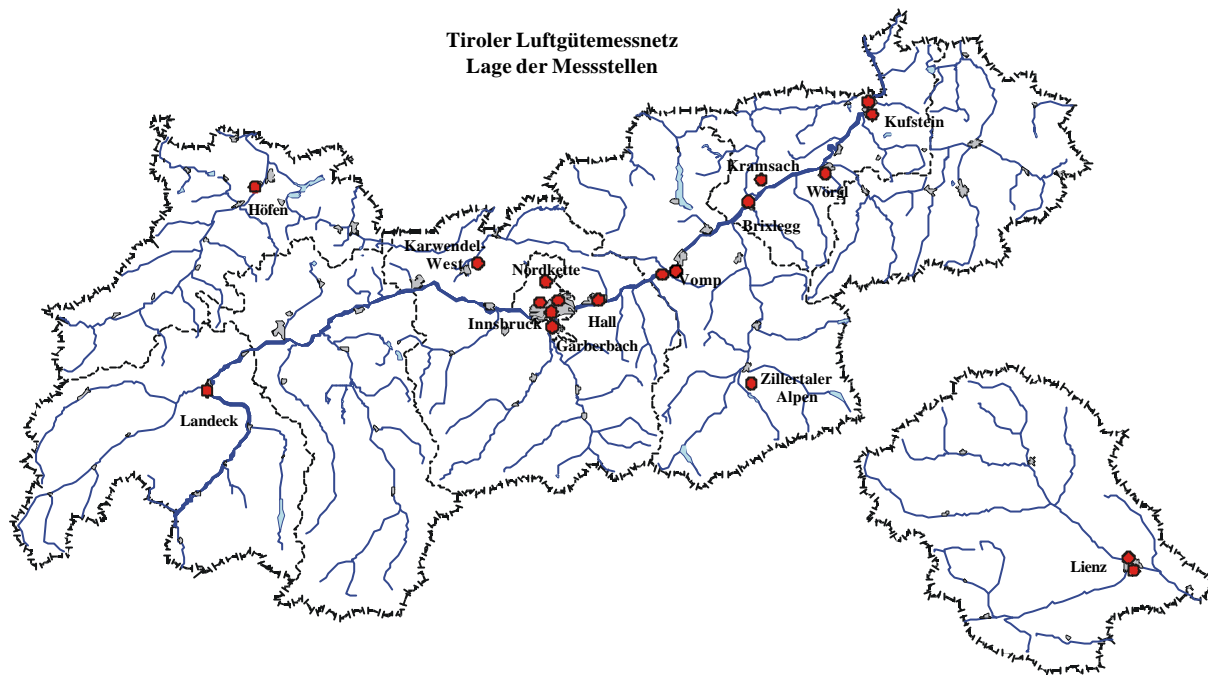 Tiroler Luftgütemessnetz
Lage der Messstellen
Kufstein
Kramsach
Wörgl
Höfen
Brixlegg
Karwendel-
West
Nordkette
Vomp
Innsbruck
Hall
Gärberbach
Zillertaler
Alpen
Landeck
Lienz